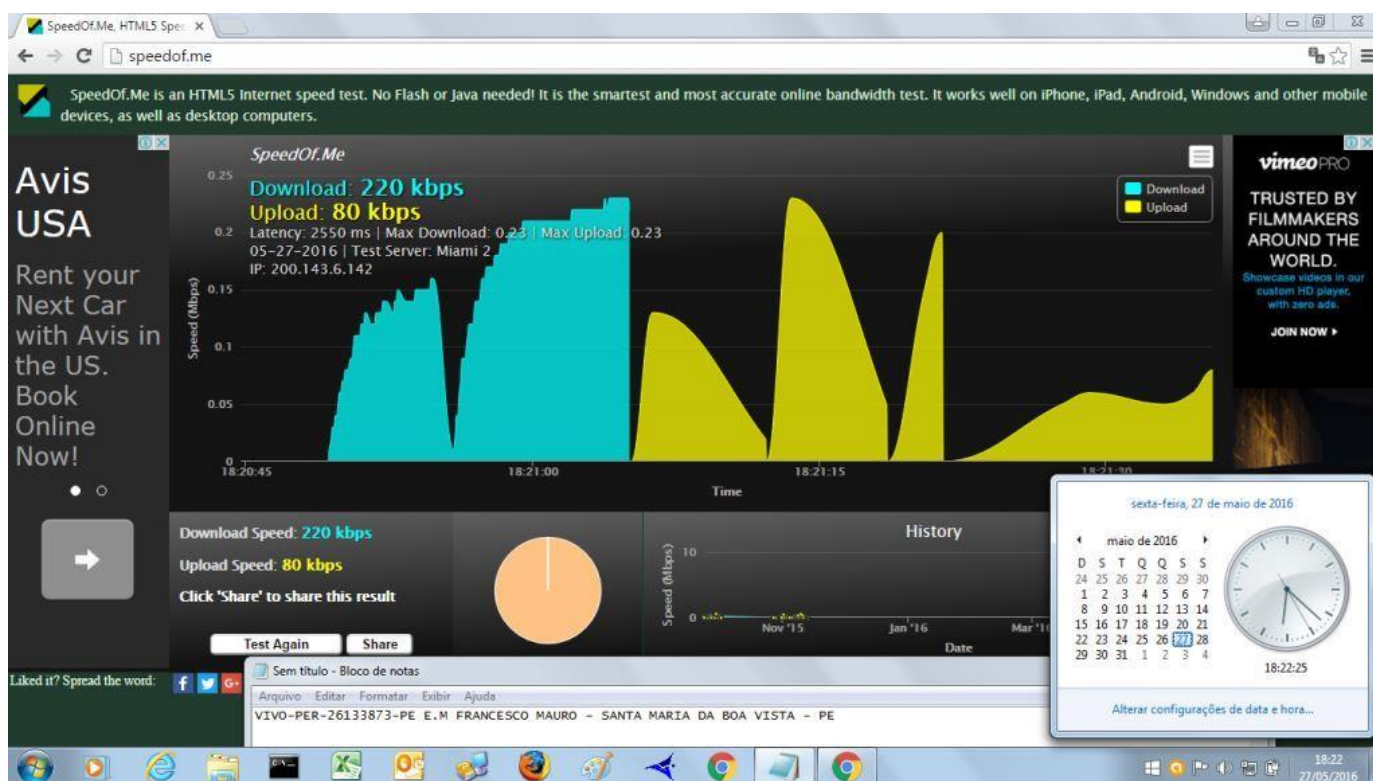 SpeedOf.Me, HTML5 Spee
speedof.me
SpeedOf.Me is an HTML5 Internet speed test. No Flash or Java needed! It is the smartest and most accurate online bandwidth test. It works well on iPhone, iPad, Android, Windows and other mobile
devices, as well as desktop computers.
Avis
USA
Rent your
Next Car
with Avis in
the US.
Book
Online
Now!
SpeedOf.Me
Download: 220 kbps
Upload: 80 kbps
Latency: 2550 ms | Max Download: 0.23 | Max Upload: 0.23
05-27-2016 | Test Server: Miami 2
IP: 200.143.6.142
Download
Upload
Speed (Mbps)
0.25
0.2
0.15
0.1
0.05
0
18:20:45 18:21:00 18:21:15 18:21:30
Time
vimeo PRO
TRUSTED BY
FILMMAKERS
AROUND THE
WORLD.
Showcase videos in our
custom HD player,
with zero ads.
JOIN NOW
Download Speed: 220 kbps
Upload Speed: 80 kbps
Click 'Share' to share this result
Test Again Share
History
Speed (Mbps)
10
0
Nov '15 Jan '16 Mar '16
Date
Liked it? Spread the word:
Sem título - Bloco de notas
Arquivo Editar Formatar Exibir Ajuda
VIVO-PER-26133873-PE E.M FRANCESCO MAURO - SANTA MARIA DA BOA VISTA - PE
sexta-feira, 27 de maio de 2016
maio de 2016
D S T Q Q S S
24 25 26 27 28 29 30
1 2 3 4 5 6 7
8 9 10 11 12 13 14
15 16 17 18 19 20 21
22 23 24 25 26 27 28
29 30 31 1 2 3 4
18:22:25
Alterar configurações de data e hora...
18:22
27/05/2016